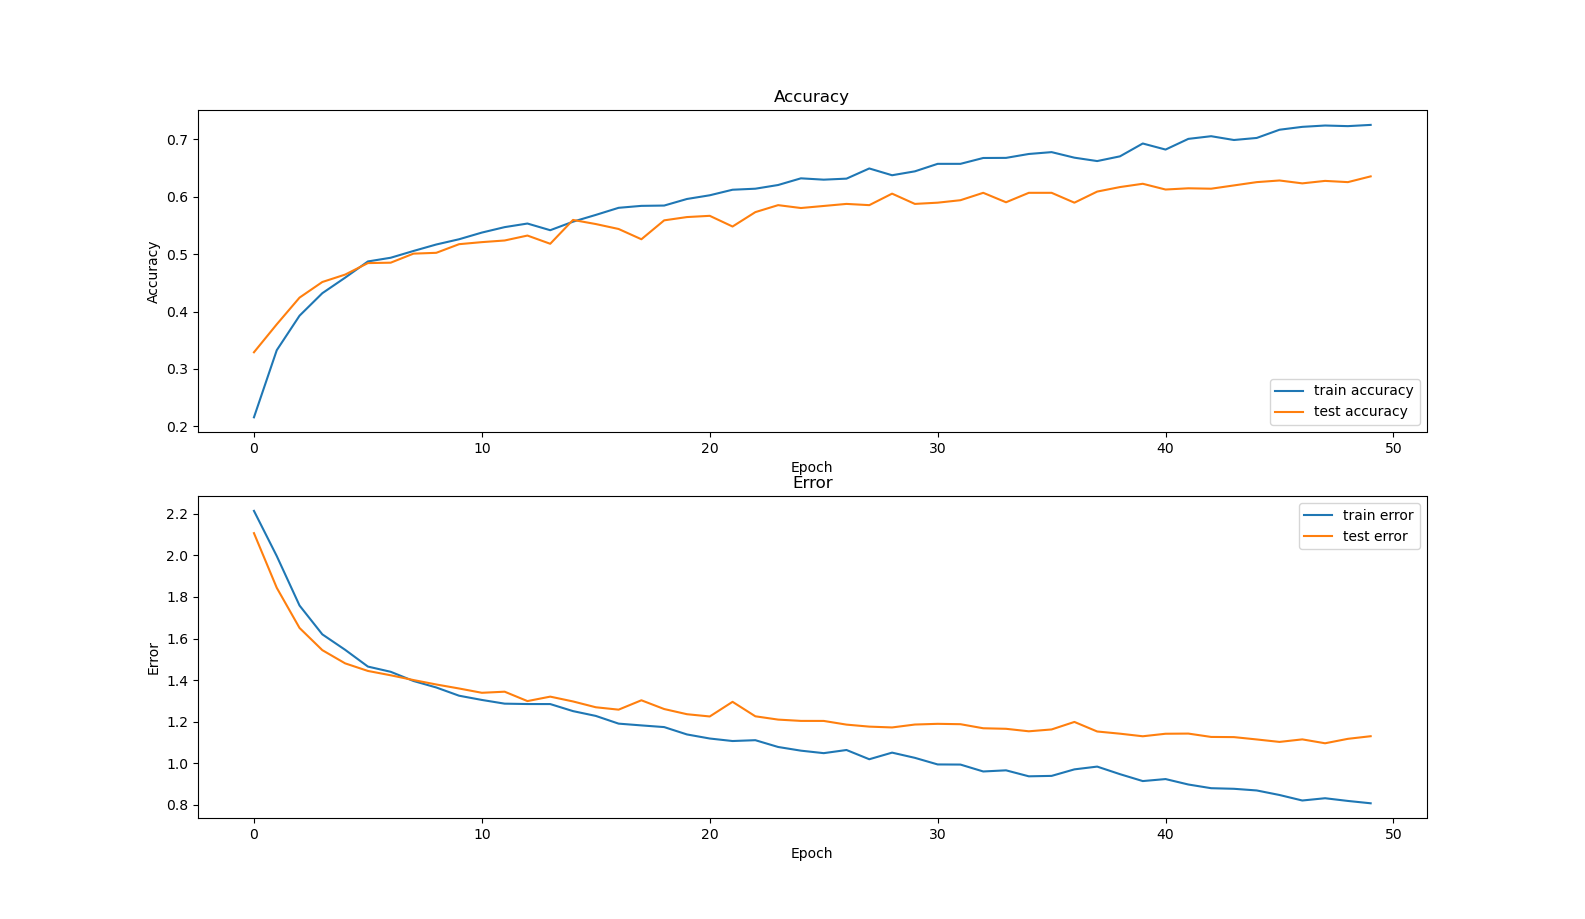 Accuracy
0.7
0.6
0.5
0.4
0.3
0.2
Accuracy
train accuracy
test accuracy
0 10 20 30 40 50
Epoch
Error
2.2
2.0
1.8
1.6
1.4
1.2
1.0
0.8
Error
train error
test error
0 10 20 30 40 50
Epoch